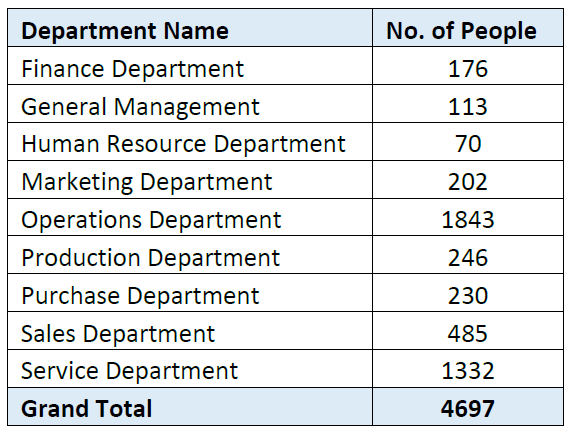 Department Name No. of People
Finance Department 176
General Management 113
Human Resource Department 70
Marketing Department 202
Operations Department 1843
Production Department 246
Purchase Department 230
Sales Department 485
Service Department 1332
Grand Total 4697